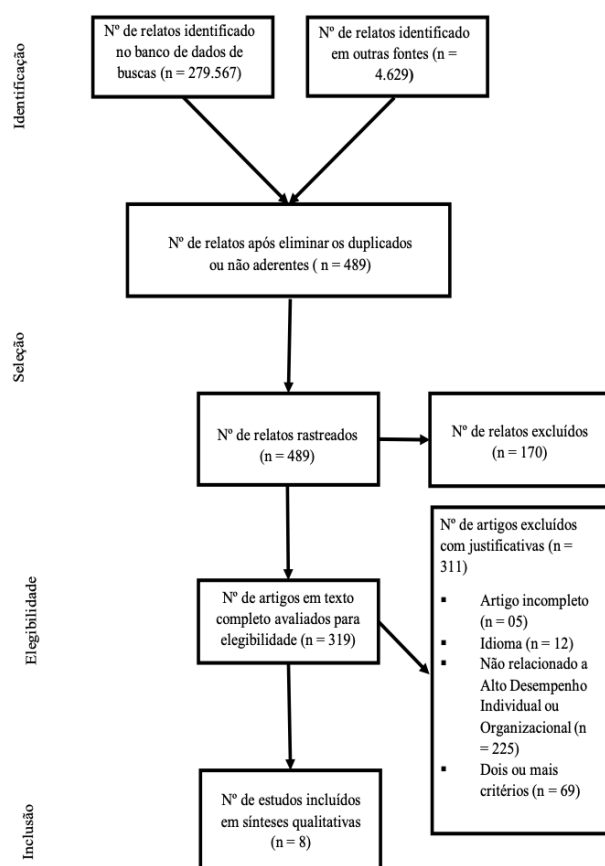 Identificação
Nº de relatos identificado
no banco de dados de
buscas (n = 279.567)
Nº de relatos identificado
em outras fontes (n =
4.629)
Nº de relatos após eliminar os duplicados
ou não aderentes ( n = 489)
Seleção
Nº de relatos rastreados
(n = 489)
Nº de relatos excluídos
(n = 170)
Elegibilidade
Nº de artigos em texto
completo avaliados para
elegibilidade (n = 319)
Nº de artigos excluídos
com justificativas (n =
311)
▪ Artigo incompleto
(n = 05)
▪ Idioma (n = 12)
▪ Não relacionado a
Alto Desempenho
Individual ou
Organizacional (n
= 225)
▪ Dois ou mais
critérios (n = 69)
Inclusão
Nº de estudos incluídos
em sínteses qualitativas
(n = 8)